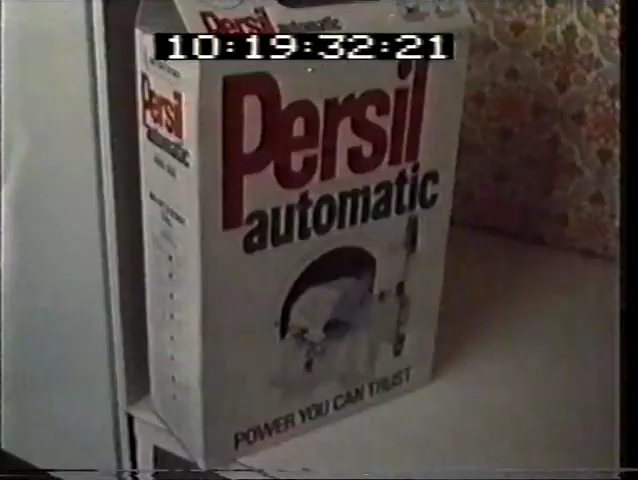 Persil automatic
10:19:32:21
Persil
automatic
Persil
automatic
POWER YOU CAN TRUST